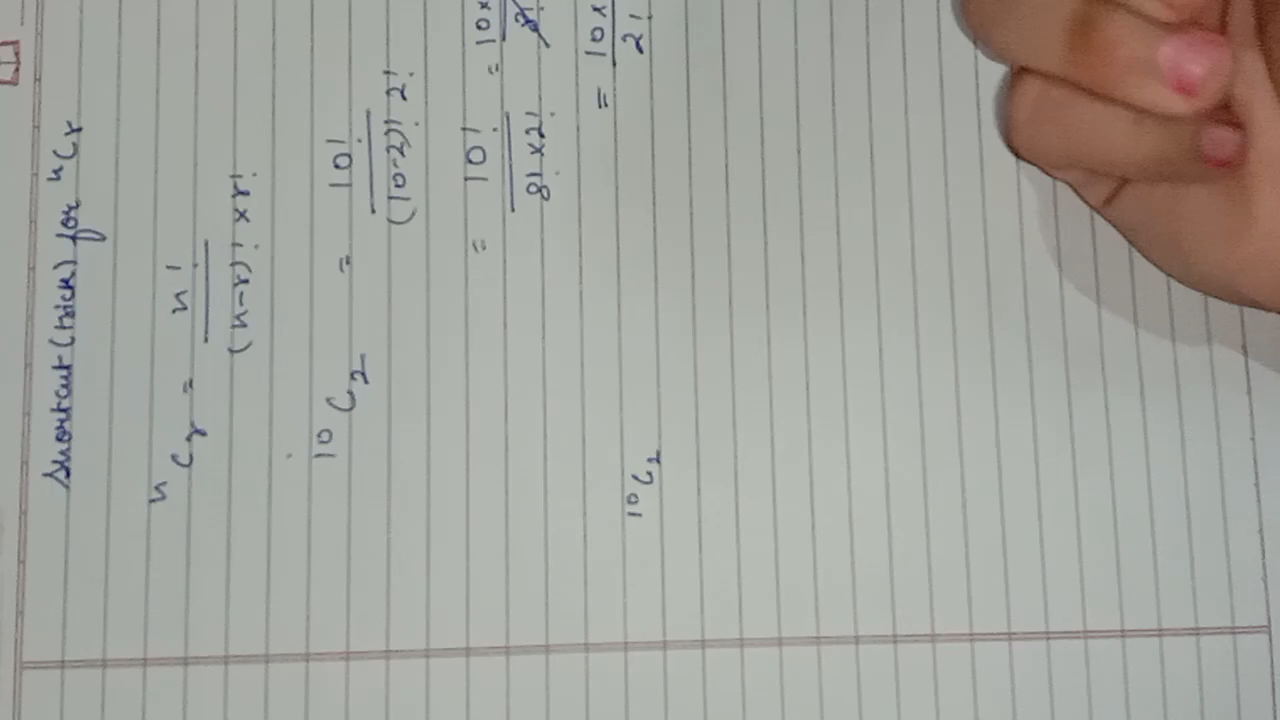 Shortcut (trick) for ⁿCr
ⁿCr = n! / (n-r)! × r!
¹⁰C₂ = 10! / (10-2)! 2!
= 10! / 8! × 2! = 10 ×
= 10 × / 2!
¹⁰C₂